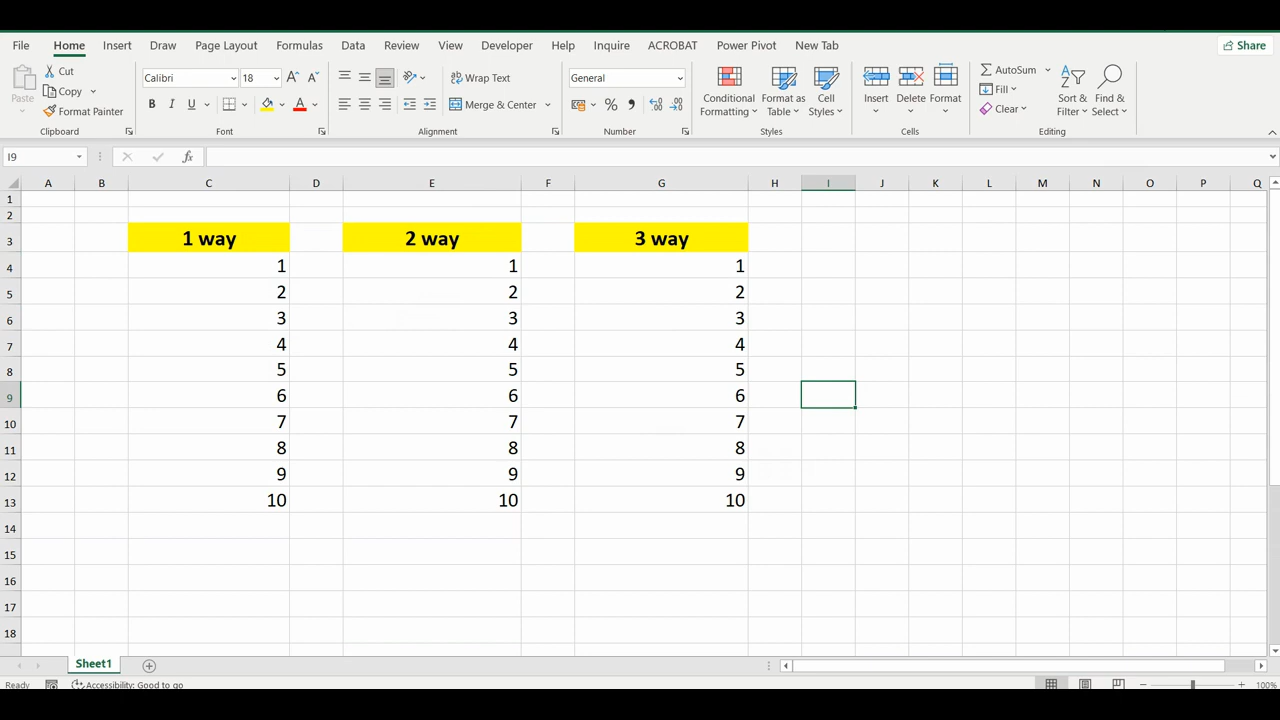 File Home Insert Draw Page Layout Formulas Data Review View Developer Help Inquire ACROBAT Power Pivot New Tab Share
Paste Cut Copy Format Painter Clipboard
Calibri 18 A A B I U A Font
Wrap Text Merge & Center Alignment
General % , Number
Conditional Formatting Format as Table Cell Styles Styles
Insert Delete Format Cells
AutoSum Fill Clear Sort & Filter Find & Select Editing
I9 fx
A B C D E F G H I J K L M N O P Q
1
2
3 1 way 2 way 3 way
4 1 1 1
5 2 2 2
6 3 3 3
7 4 4 4
8 5 5 5
9 6 6 6
10 7 7 7
11 8 8 8
12 9 9 9
13 10 10 10
14
15
16
17
18
Sheet1
Ready Accessibility: Good to go 100%